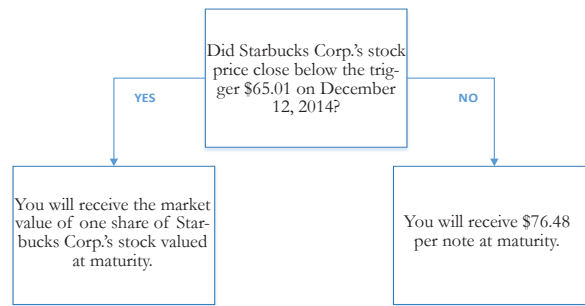 Did Starbucks Corp.'s stock
price close below the trig-
ger $65.01 on December
12, 2014?
YES
NO
You will receive the market
value of one share of Star-
bucks Corp.'s stock valued
at maturity.
You will receive $76.48
per note at maturity.